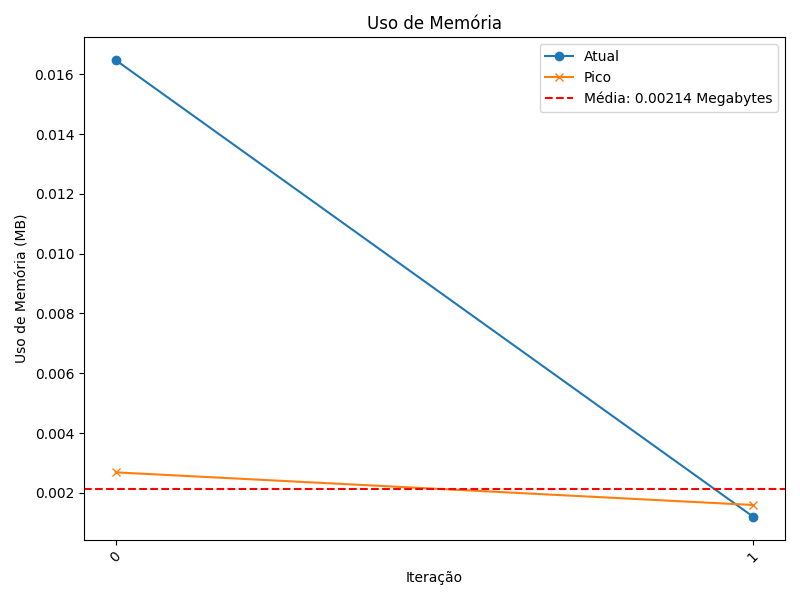 Uso de Memória
Atual
Pico
Média: 0.00214 Megabytes
0.016
0.014
0.012
0.010
0.008
0.006
0.004
0.002
Uso de Memória (MB)
0
1
Iteração